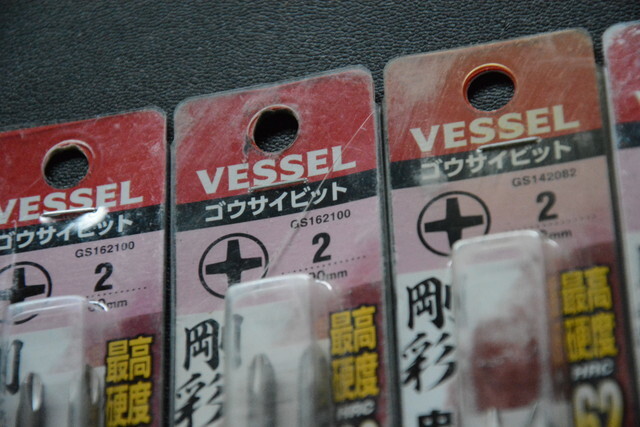 VESSEL
ゴウサイビット
GS162100
2
VESSEL
ゴウサイビット
GS162100
2
剛彩
最高
硬度
HRC
VESSEL
ゴウサイビット
GS142082
2
剛彩
最高
硬度
HRC
62
最高
硬度